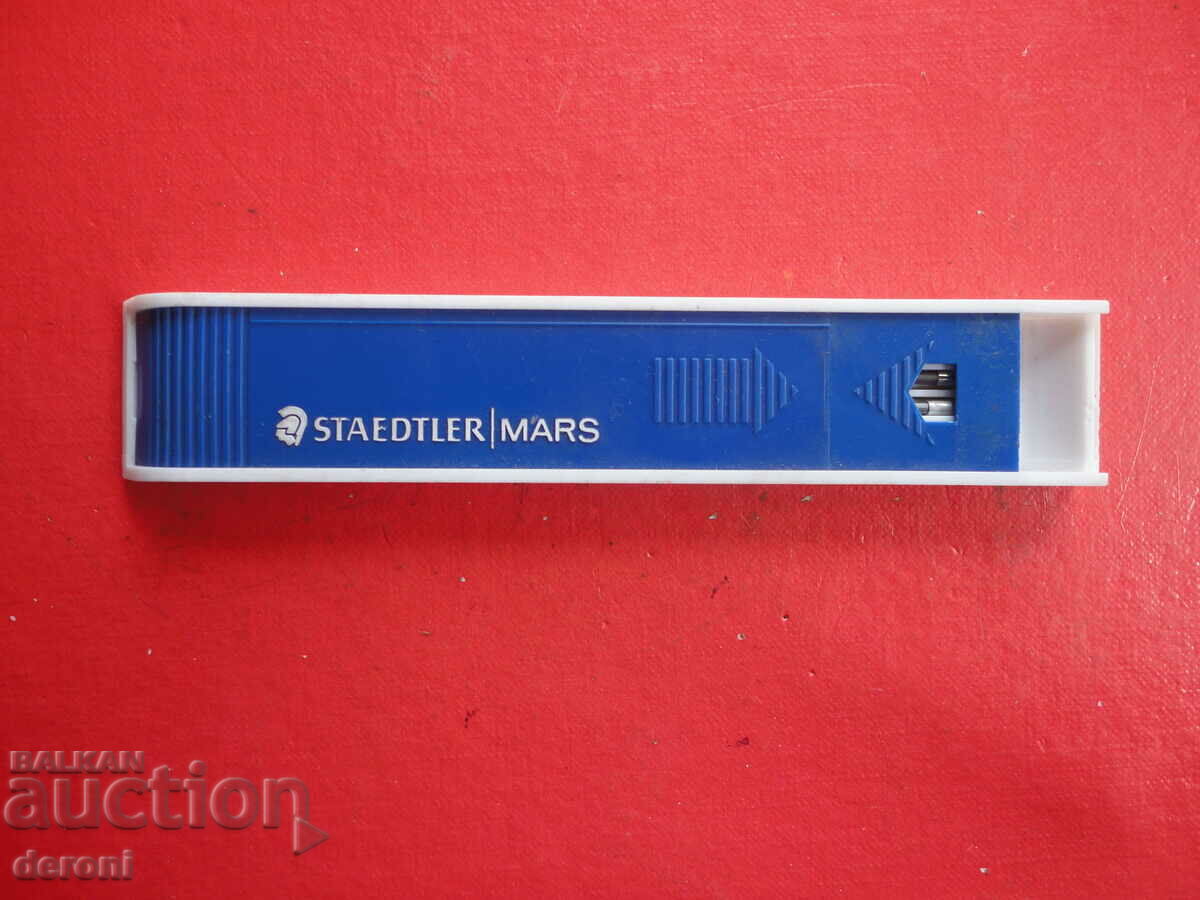 STAEDTLER|MARS
BALKAN
auction
deroni